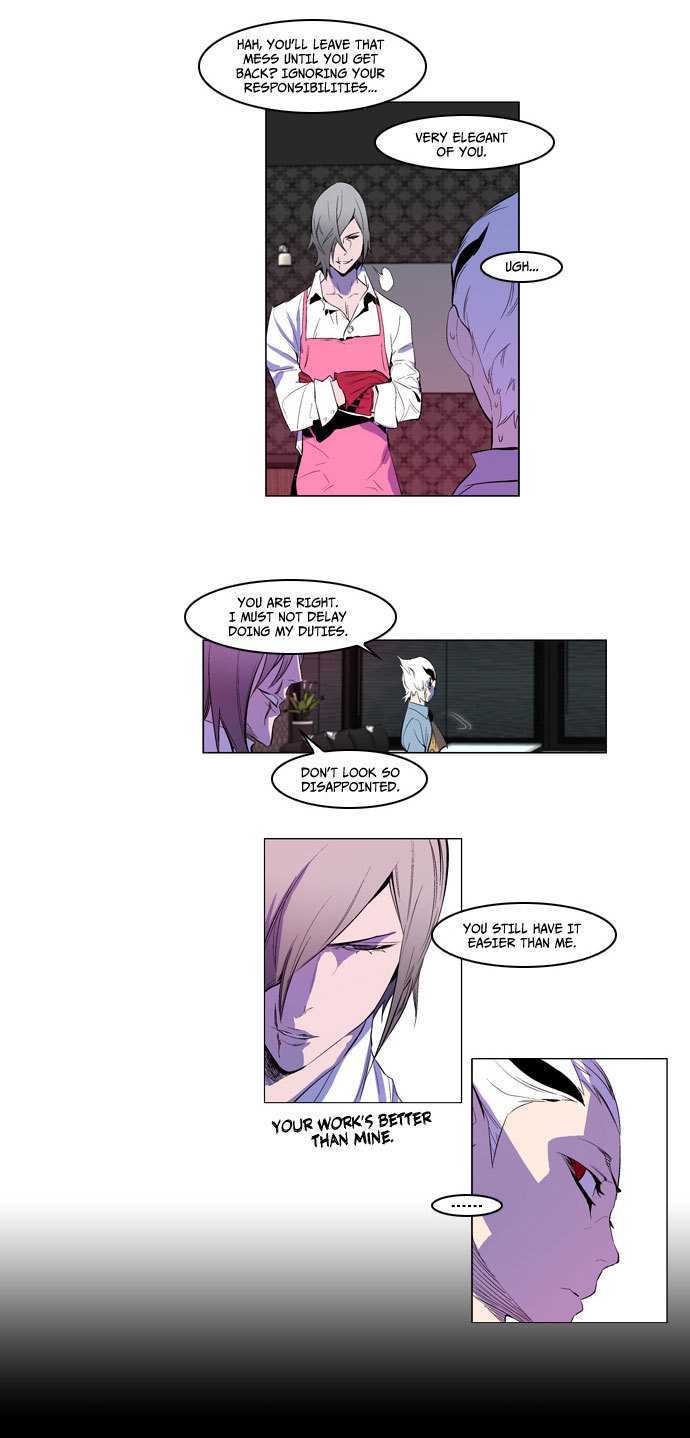 HAH, YOU'LL LEAVE THAT
MESS UNTIL YOU GET
BACK? IGNORING YOUR
RESPONSIBILITIES...
VERY ELEGANT
OF YOU.
UGH...
YOU ARE RIGHT.
I MUST NOT DELAY
DOING MY DUTIES.
DON'T LOOK SO
DISAPPOINTED.
YOU STILL HAVE IT
EASIER THAN ME.
YOUR WORK'S BETTER
THAN MINE.
------